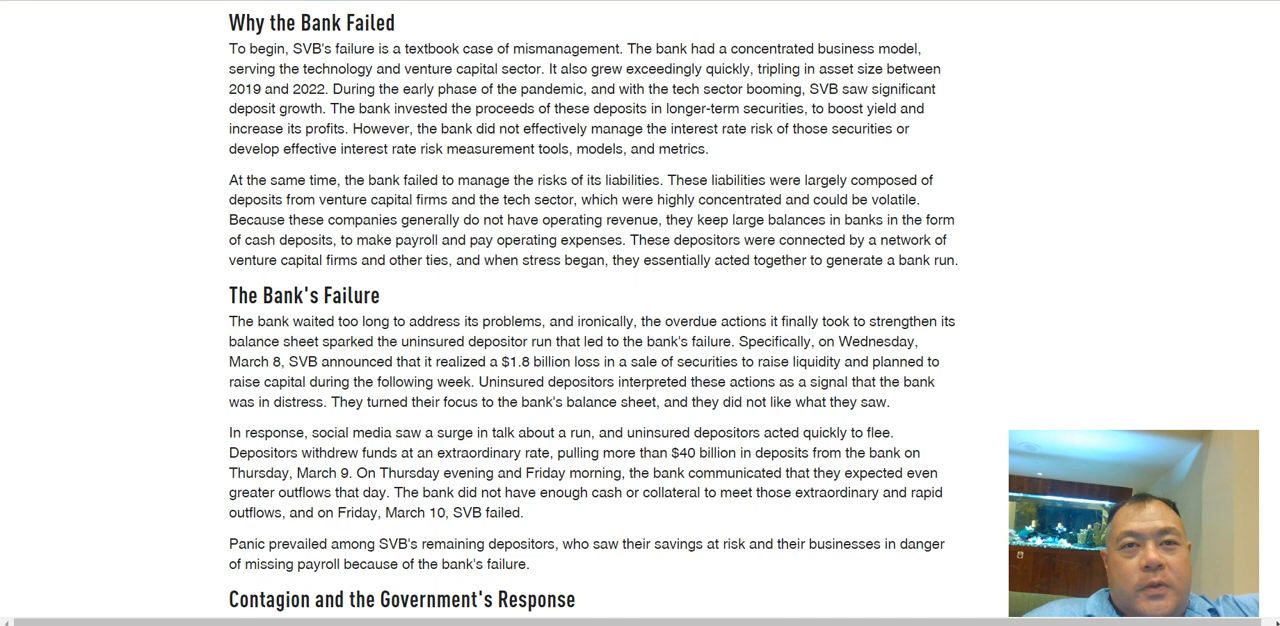 Why the Bank Failed
To begin, SVB's failure is a textbook case of mismanagement. The bank had a concentrated business model,
serving the technology and venture capital sector. It also grew exceedingly quickly, tripling in asset size between
2019 and 2022. During the early phase of the pandemic, and with the tech sector booming, SVB saw significant
deposit growth. The bank invested the proceeds of these deposits in longer-term securities, to boost yield and
increase its profits. However, the bank did not effectively manage the interest rate risk of those securities or
develop effective interest rate risk measurement tools, models, and metrics.
At the same time, the bank failed to manage the risks of its liabilities. These liabilities were largely composed of
deposits from venture capital firms and the tech sector, which were highly concentrated and could be volatile.
Because these companies generally do not have operating revenue, they keep large balances in banks in the form
of cash deposits, to make payroll and pay operating expenses. These depositors were connected by a network of
venture capital firms and other ties, and when stress began, they essentially acted together to generate a bank run.
The Bank's Failure
The bank waited too long to address its problems, and ironically, the overdue actions it finally took to strengthen its
balance sheet sparked the uninsured depositor run that led to the bank's failure. Specifically, on Wednesday,
March 8, SVB announced that it realized a $1.8 billion loss in a sale of securities to raise liquidity and planned to
raise capital during the following week. Uninsured depositors interpreted these actions as a signal that the bank
was in distress. They turned their focus to the bank's balance sheet, and they did not like what they saw.
In response, social media saw a surge in talk about a run, and uninsured depositors acted quickly to flee.
Depositors withdrew funds at an extraordinary rate, pulling more than $40 billion in deposits from the bank on
Thursday, March 9. On Thursday evening and Friday morning, the bank communicated that they expected even
greater outflows that day. The bank did not have enough cash or collateral to meet those extraordinary and rapid
outflows, and on Friday, March 10, SVB failed.
Panic prevailed among SVB's remaining depositors, who saw their savings at risk and their businesses in danger
of missing payroll because of the bank's failure.
Contagion and the Government's Response